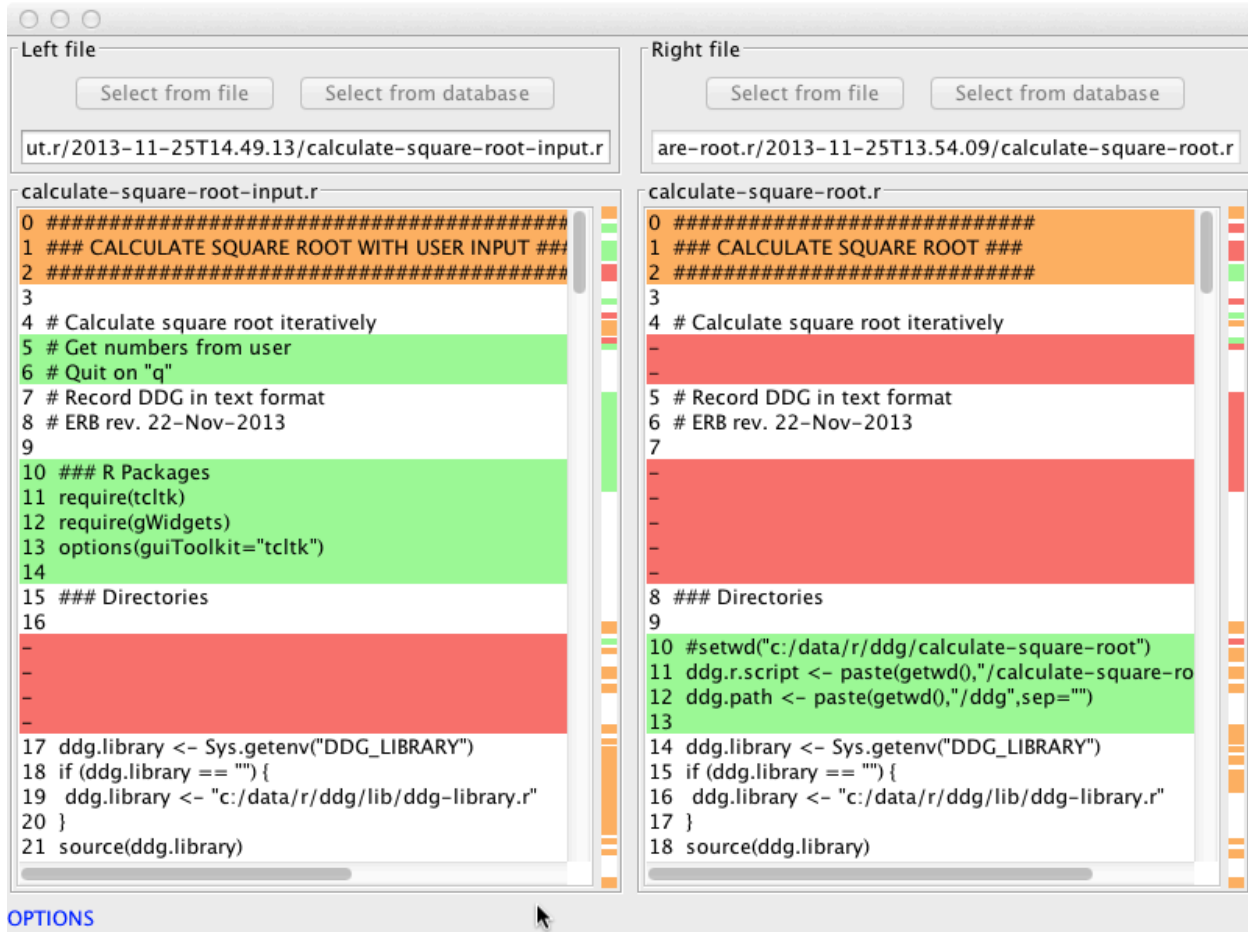 Left file
Select from file
Select from database
ut.r/2013-11-25T14.49.13/calculate-square-root-input.r
calculate-square-root-input.r
0 ##########################################
1 ### CALCULATE SQUARE ROOT WITH USER INPUT ###
2 ##########################################
3
4 # Calculate square root iteratively
5 # Get numbers from user
6 # Quit on "q"
7 # Record DDG in text format
8 # ERB rev. 22-Nov-2013
9
10 ### R Packages
11 require(tcltk)
12 require(gWidgets)
13 options(guiToolkit="tcltk")
14
15 ### Directories
16
-
-
-
-
17 ddg.library <- Sys.getenv("DDG_LIBRARY")
18 if (ddg.library == "") {
19  ddg.library <- "c:/data/r/ddg/lib/ddg-library.r"
20 }
21 source(ddg.library)
Right file
Select from file
Select from database
are-root.r/2013-11-25T13.54.09/calculate-square-root.r
calculate-square-root.r
0 #############################
1 ### CALCULATE SQUARE ROOT ###
2 #############################
3
4 # Calculate square root iteratively
-
-
5 # Record DDG in text format
6 # ERB rev. 22-Nov-2013
7
-
-
-
-
-
8 ### Directories
9
10 #setwd("c:/data/r/ddg/calculate-square-root")
11 ddg.r.script <- paste(getwd(),"/calculate-square-ro
12 ddg.path <- paste(getwd(),"/ddg",sep="")
13
14 ddg.library <- Sys.getenv("DDG_LIBRARY")
15 if (ddg.library == "") {
16  ddg.library <- "c:/data/r/ddg/lib/ddg-library.r"
17 }
18 source(ddg.library)
OPTIONS